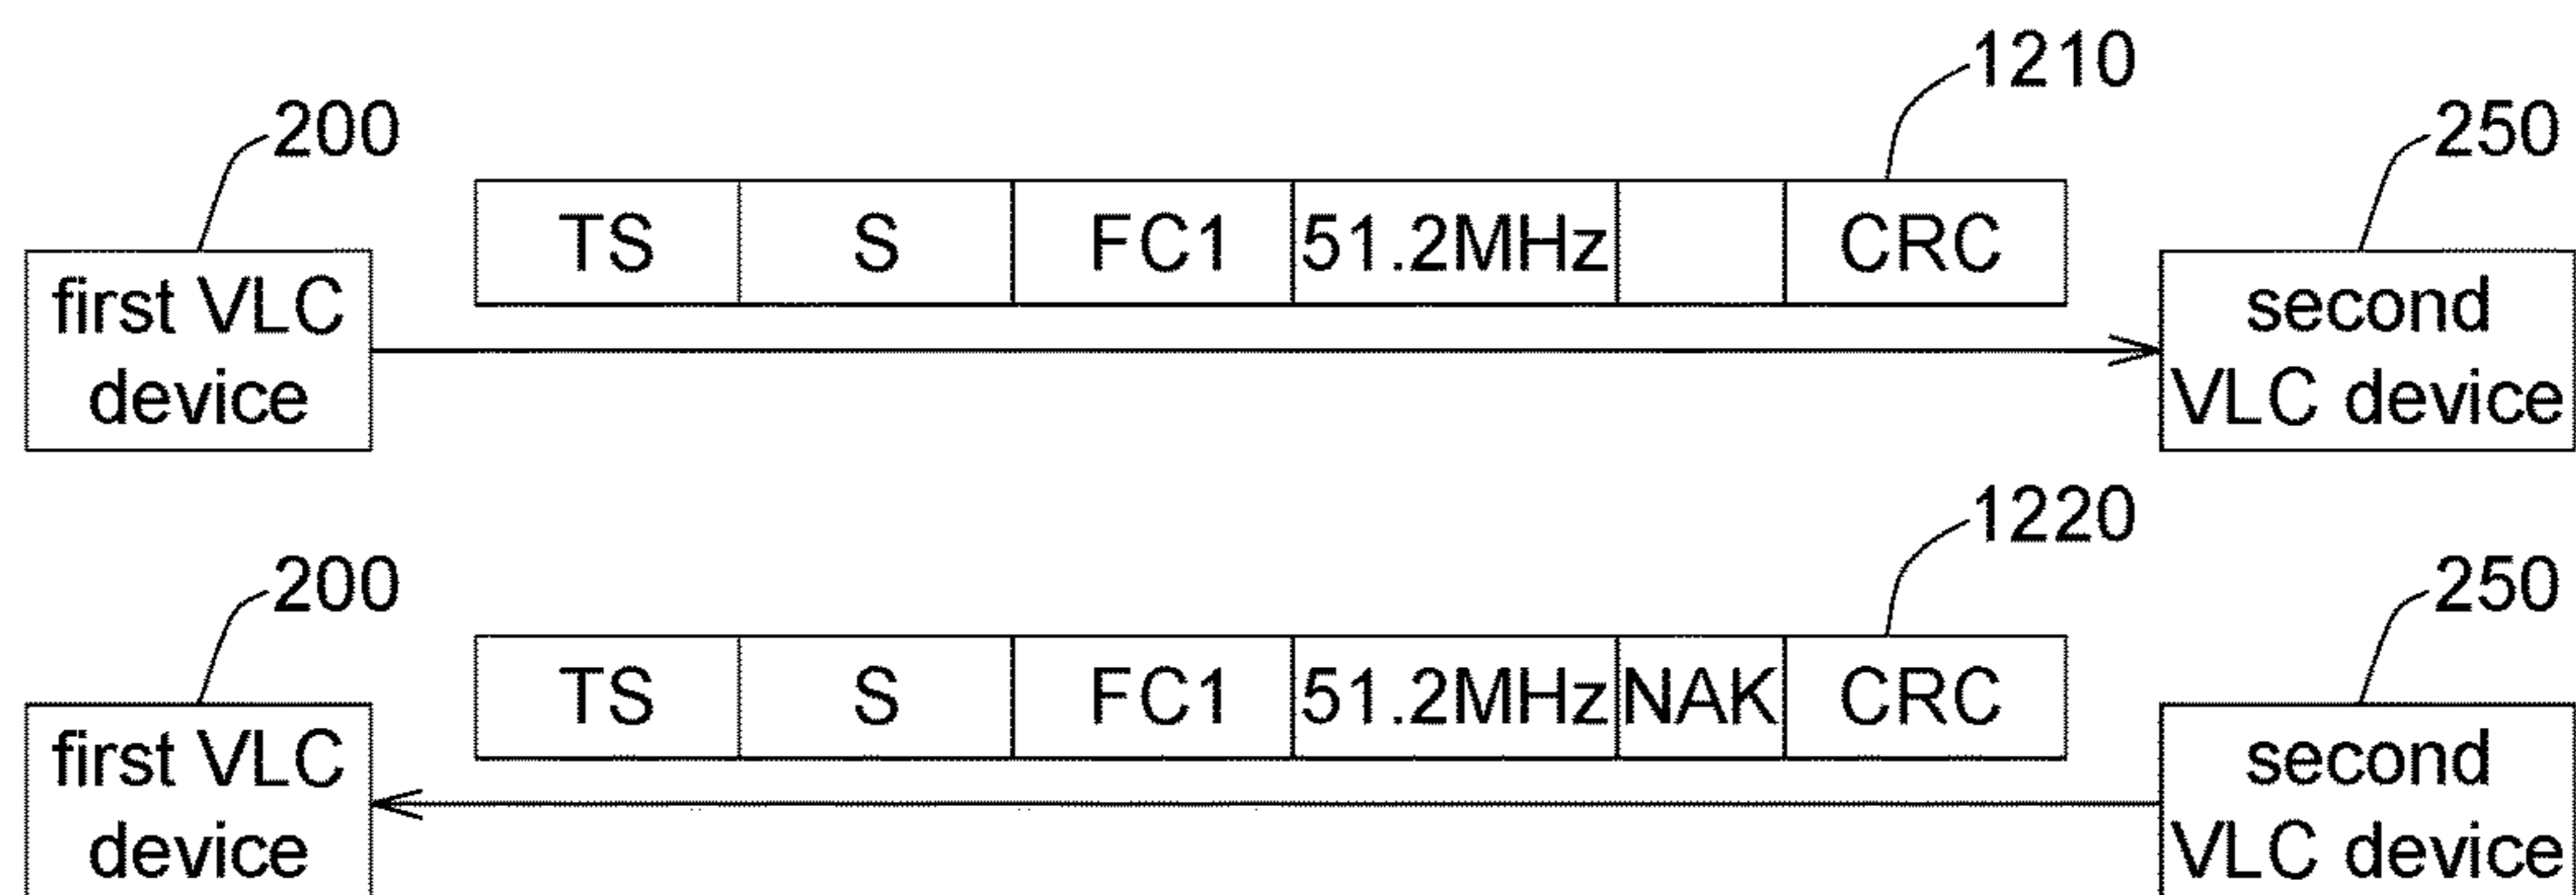 1210
200
250
TS S FC1 51.2MHz CRC
first VLC
device
second
VLC device
1220
200
250
TS S FC1 51.2MHz NAK CRC
first VLC
device
second
VLC device